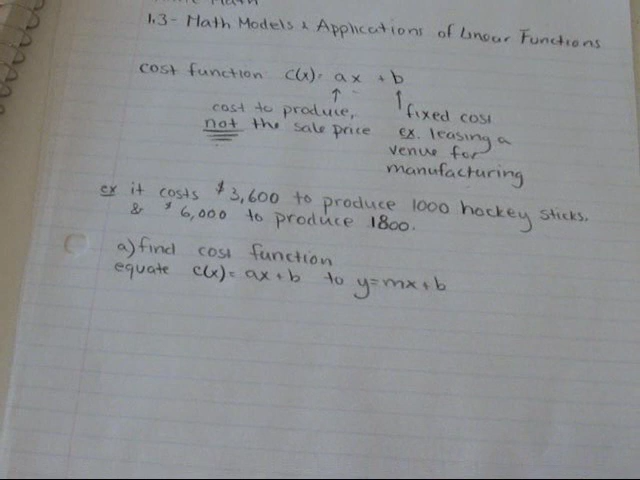 Math
1.3 - Math Models & Applications of Linear Functions
cost function c(x) = ax + b
cost to produce,
not the sale price
fixed cost
ex. leasing a
venue for
manufacturing
ex it costs $3,600 to produce 1000 hockey sticks.
& $6,000 to produce 1800.
a) find cost function
equate c(x) = ax + b to y = mx + b